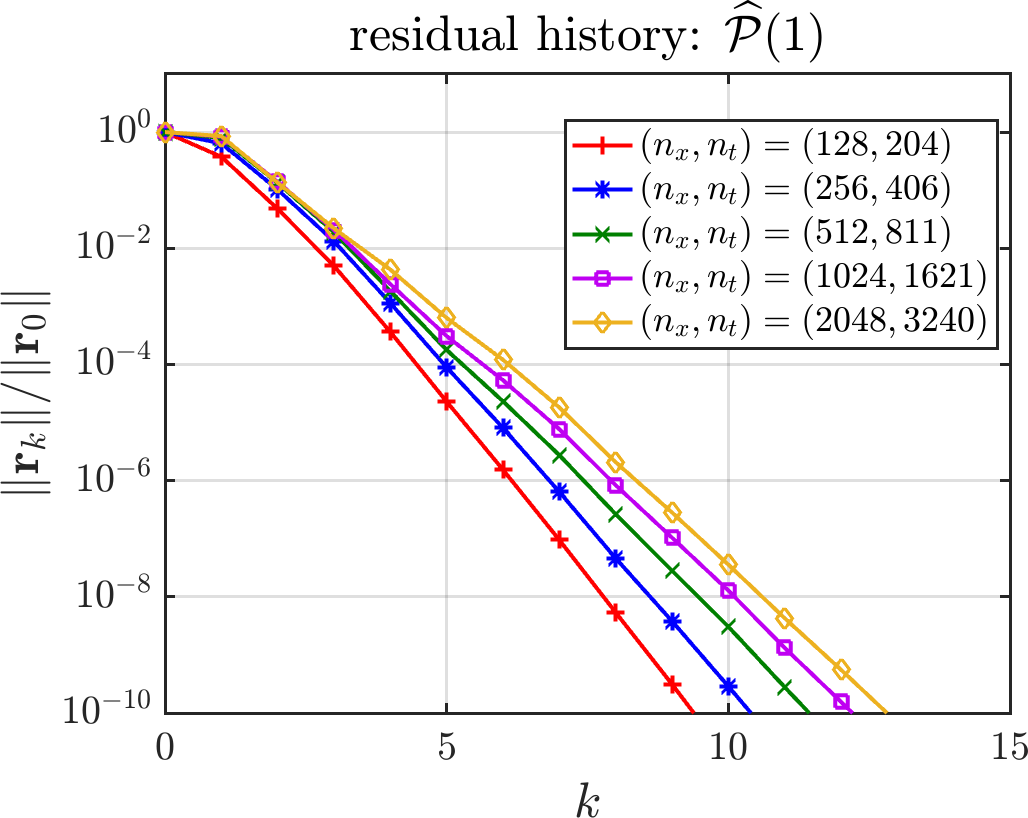 residual history: $\widehat{\mathcal{P}}(1)$
$10^{0}$
$10^{-2}$
$10^{-4}$
$10^{-6}$
$10^{-8}$
$10^{-10}$
$\|\mathbf{r}_k\|/\|\mathbf{r}_0\|$
$(n_x, n_t) = (128, 204)$
$(n_x, n_t) = (256, 406)$
$(n_x, n_t) = (512, 811)$
$(n_x, n_t) = (1024, 1621)$
$(n_x, n_t) = (2048, 3240)$
0 5 10 15
$k$